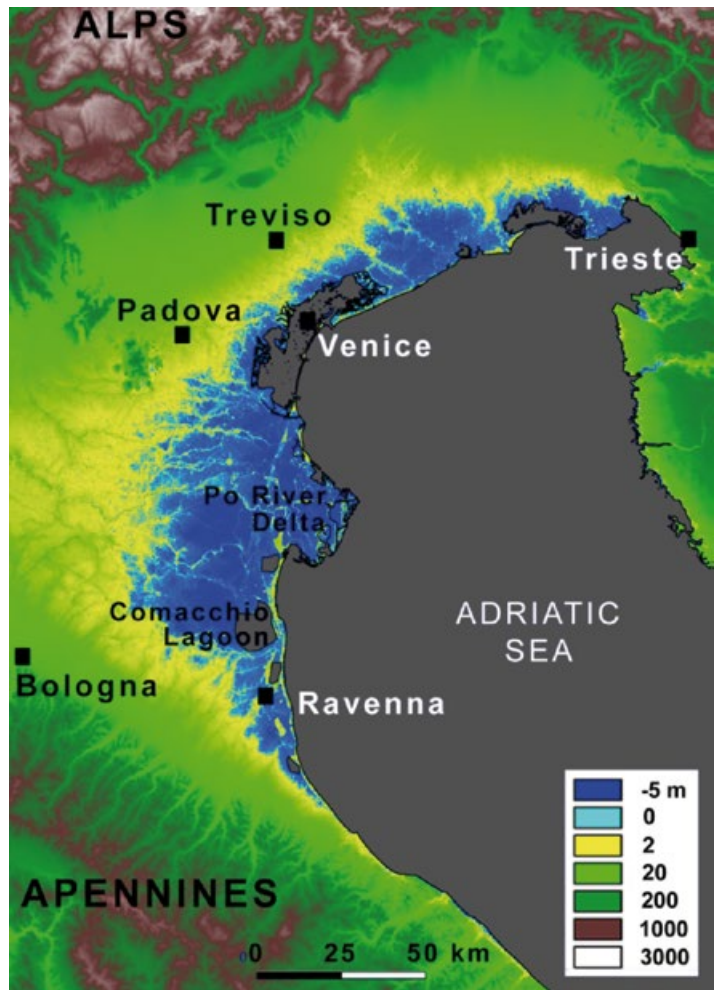 ALPS
Treviso
Trieste
Padova
Venice
Po River
Delta
ADRIATIC
SEA
Comacchio
Lagoon
Bologna
Ravenna
APENNINES
0 25 50 km
-5 m
0
2
20
200
1000
3000